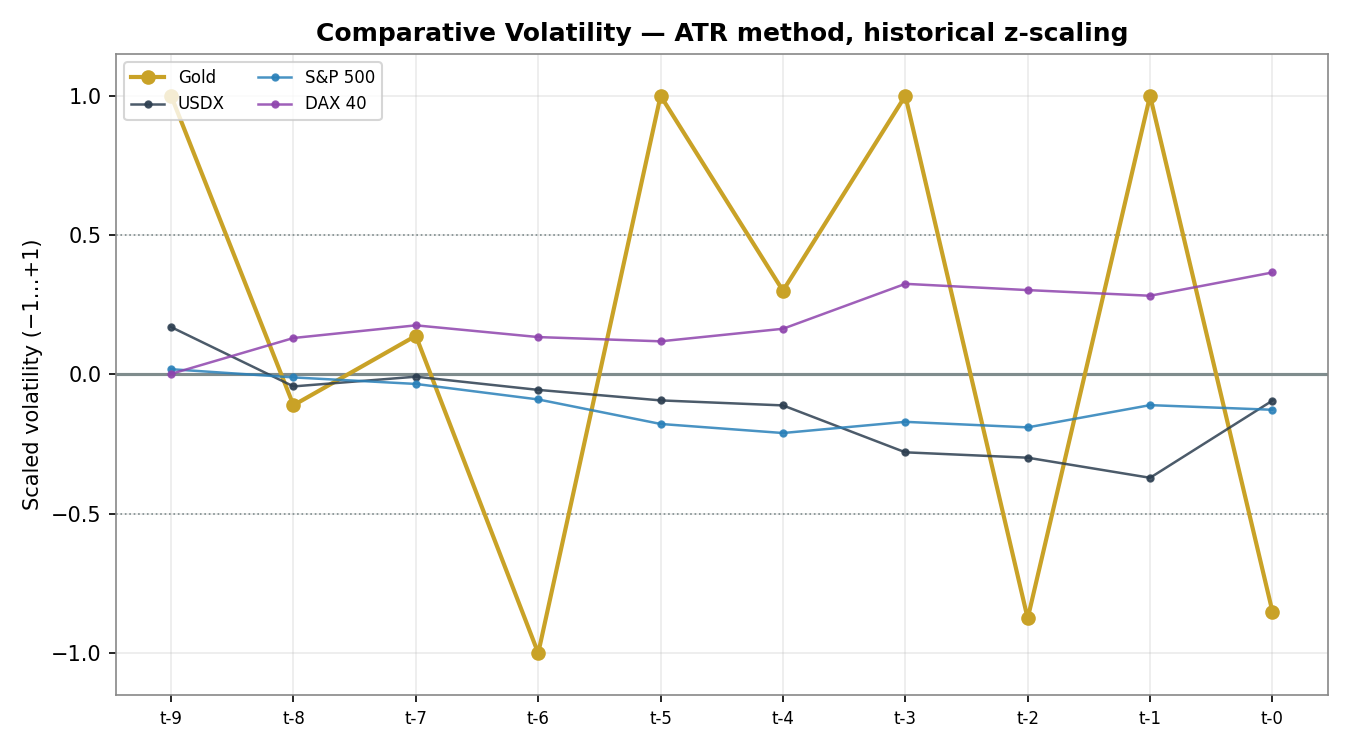 Comparative Volatility — ATR method, historical z-scaling
Gold
USDX
S&P 500
DAX 40
Scaled volatility (−1…+1)
1.0
0.5
0.0
−0.5
−1.0
t-9 t-8 t-7 t-6 t-5 t-4 t-3 t-2 t-1 t-0